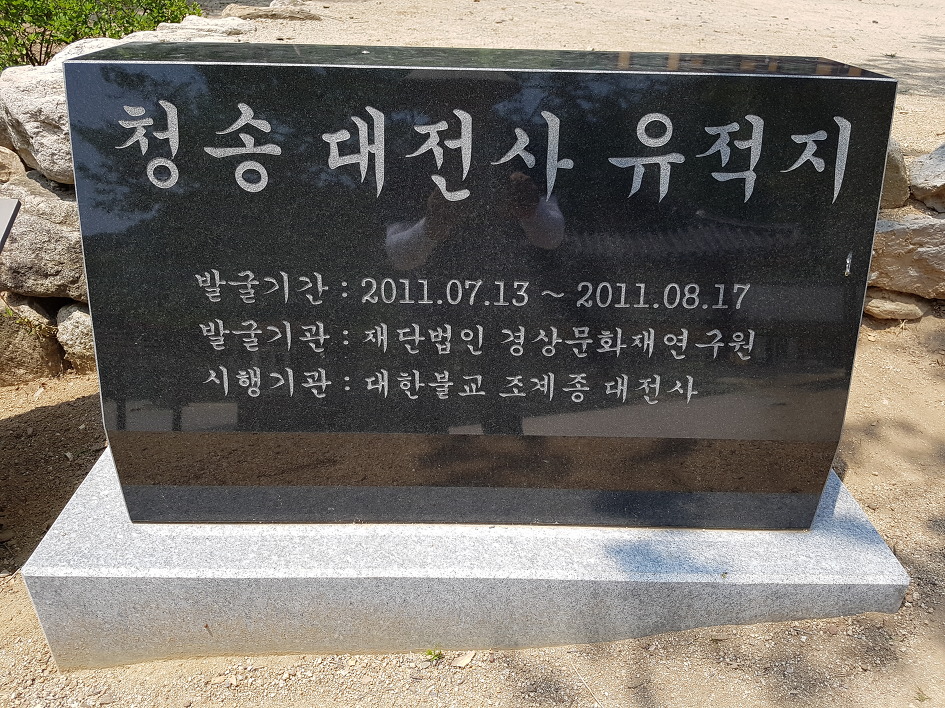 청송 대전사 유적지
발굴기간 : 2011.07.13 ~ 2011.08.17
발굴기관 : 재단법인 경상문화재연구원
시행기관 : 대한불교 조계종 대전사